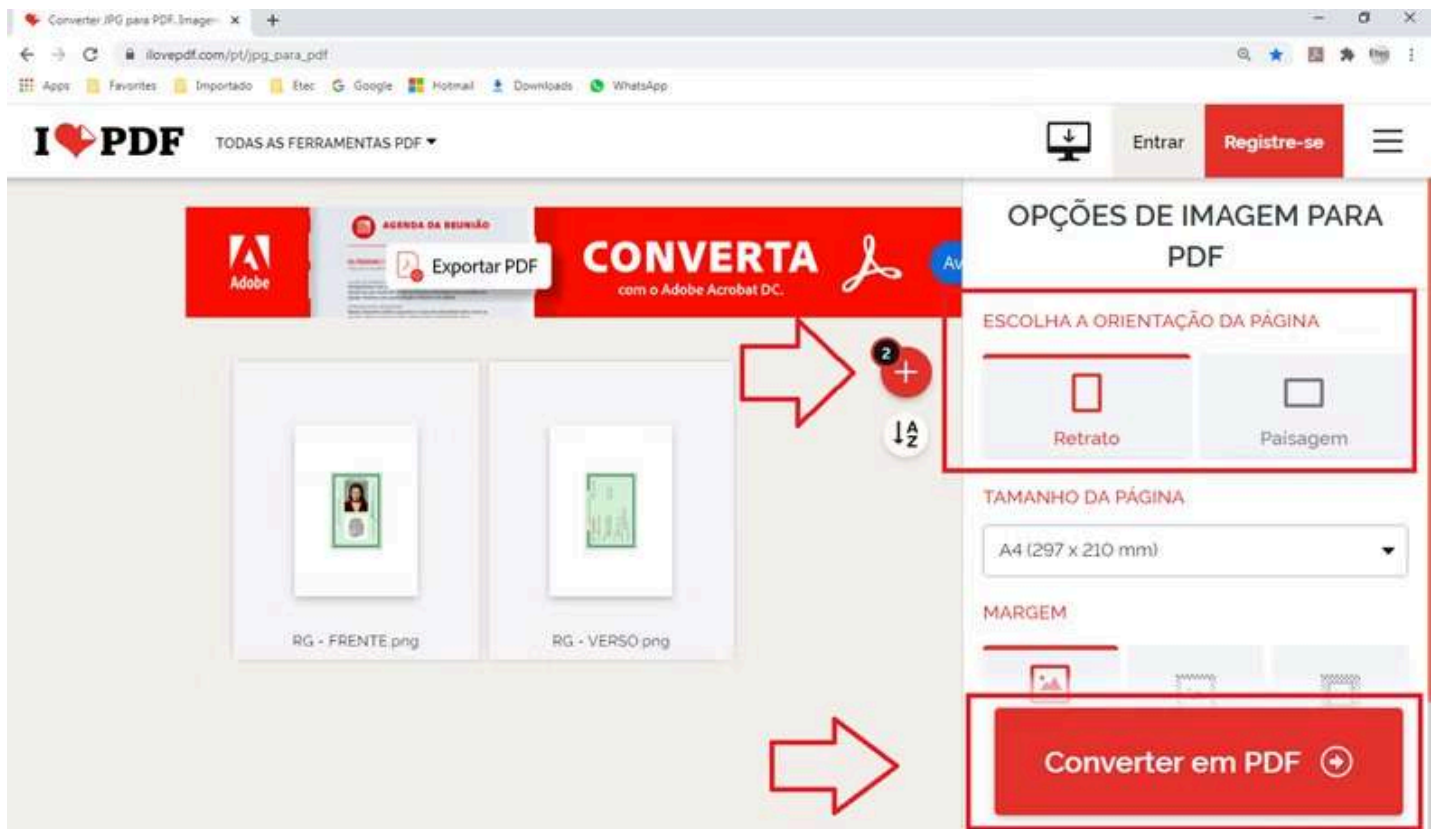 Converter JPG para PDF. Imagen
ilovepdf.com/pt/jpg_para_pdf
Apps Favorites Importado Etec Google Hotmail Downloads WhatsApp
I PDF TODAS AS FERRAMENTAS PDF Entrar Registre-se
OPÇÕES DE IMAGEM PARA
PDF
Adobe
AGENDA DA REUNIÃO
Exportar PDF
CONVERTA
com o Adobe Acrobat DC.
Av
ESCOLHA A ORIENTAÇÃO DA PÁGINA
2
A
Z
Retrato Paisagem
TAMANHO DA PÁGINA
A4 (297 x 210 mm)
MARGEM
RG - FRENTE.png RG - VERSO.png
Converter em PDF